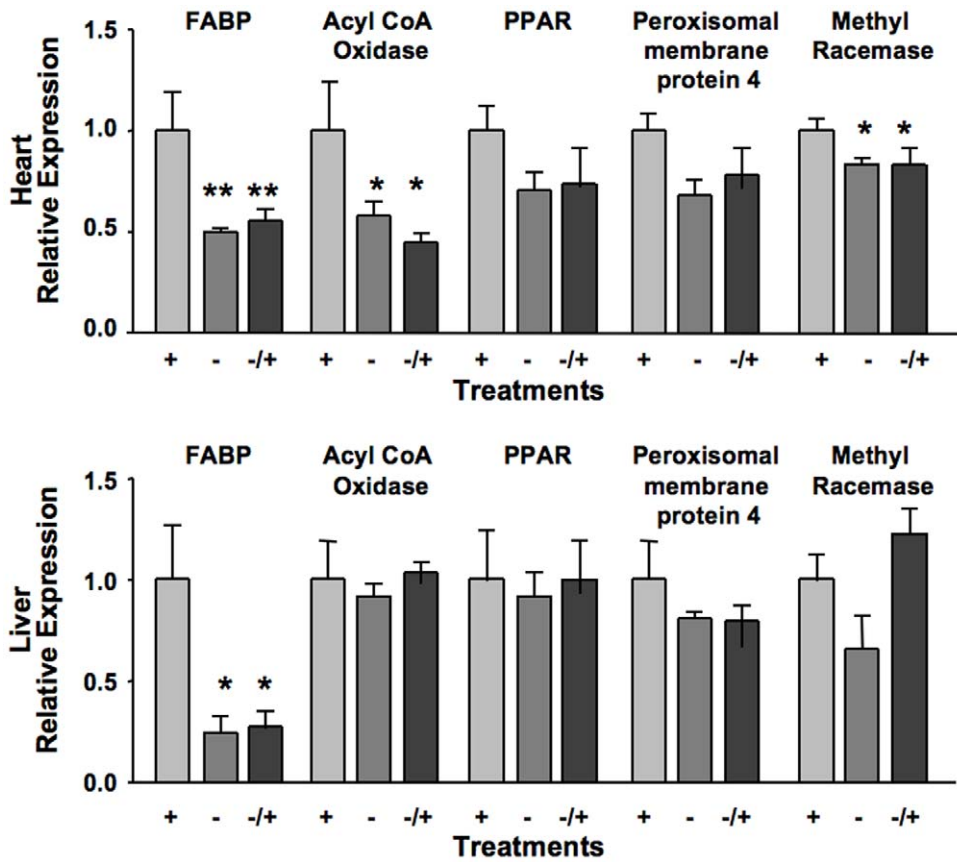 FABP
Acyl CoA
Oxidase
PPAR
Peroxisomal
membrane
protein 4
Methyl
Racemase
Heart
Relative Expression
1.5
1.0
0.5
0.0
** ** * * * *
+ - -/+ + - -/+ + - -/+ + - -/+ + - -/+
Treatments
FABP
Acyl CoA
Oxidase
PPAR
Peroxisomal
membrane
protein 4
Methyl
Racemase
Liver
Relative Expression
1.5
1.0
0.5
0.0
* *
+ - -/+ + - -/+ + - -/+ + - -/+ + - -/+
Treatments